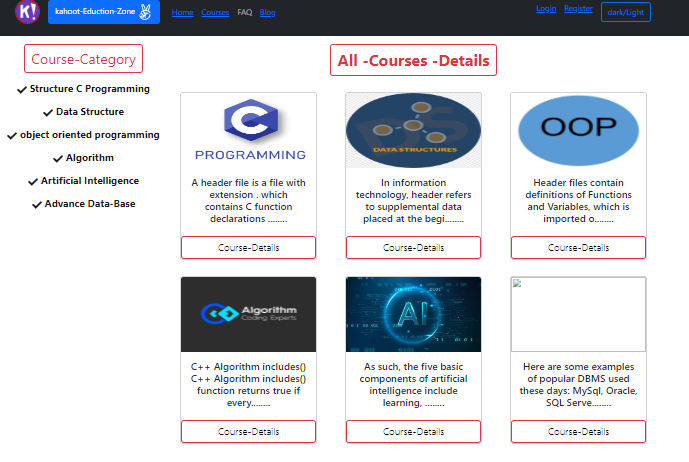 K!
kahoot-Eduction-Zone
Home Courses FAQ Blog
Login Register dark/Light
Course-Category
Structure C Programming
Data Structure
object oriented programming
Algorithm
Artificial Intelligence
Advance Data-Base
All -Courses -Details
C
PROGRAMMING
A header file is a file with
extension . which
contains C function
declarations ........
Course-Details
DS
DATA STRUCTURES
In information
technology, header refers
to supplemental data
placed at the begi........
Course-Details
OOP
Header files contain
definitions of Functions
and Variables, which is
imported o........
Course-Details
Algorithm
Coding Experts
C++ Algorithm includes()
C++ Algorithm includes()
function returns true if
every........
Course-Details
AI
As such, the five basic
components of artificial
intelligence include
learning, ........
Course-Details
Here are some examples
of popular DBMS used
these days: MySql, Oracle,
SQL Serve........
Course-Details